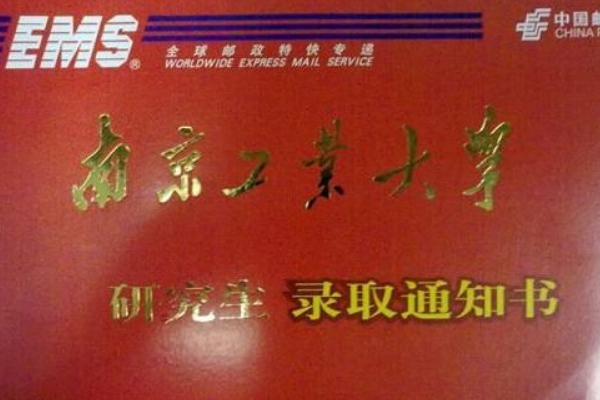 EMS®
全球邮政特快专递
WORLDWIDE EXPRESS MAIL SERVICE
中国邮
CHINA P
南京工业大学
研究生 录取通知书